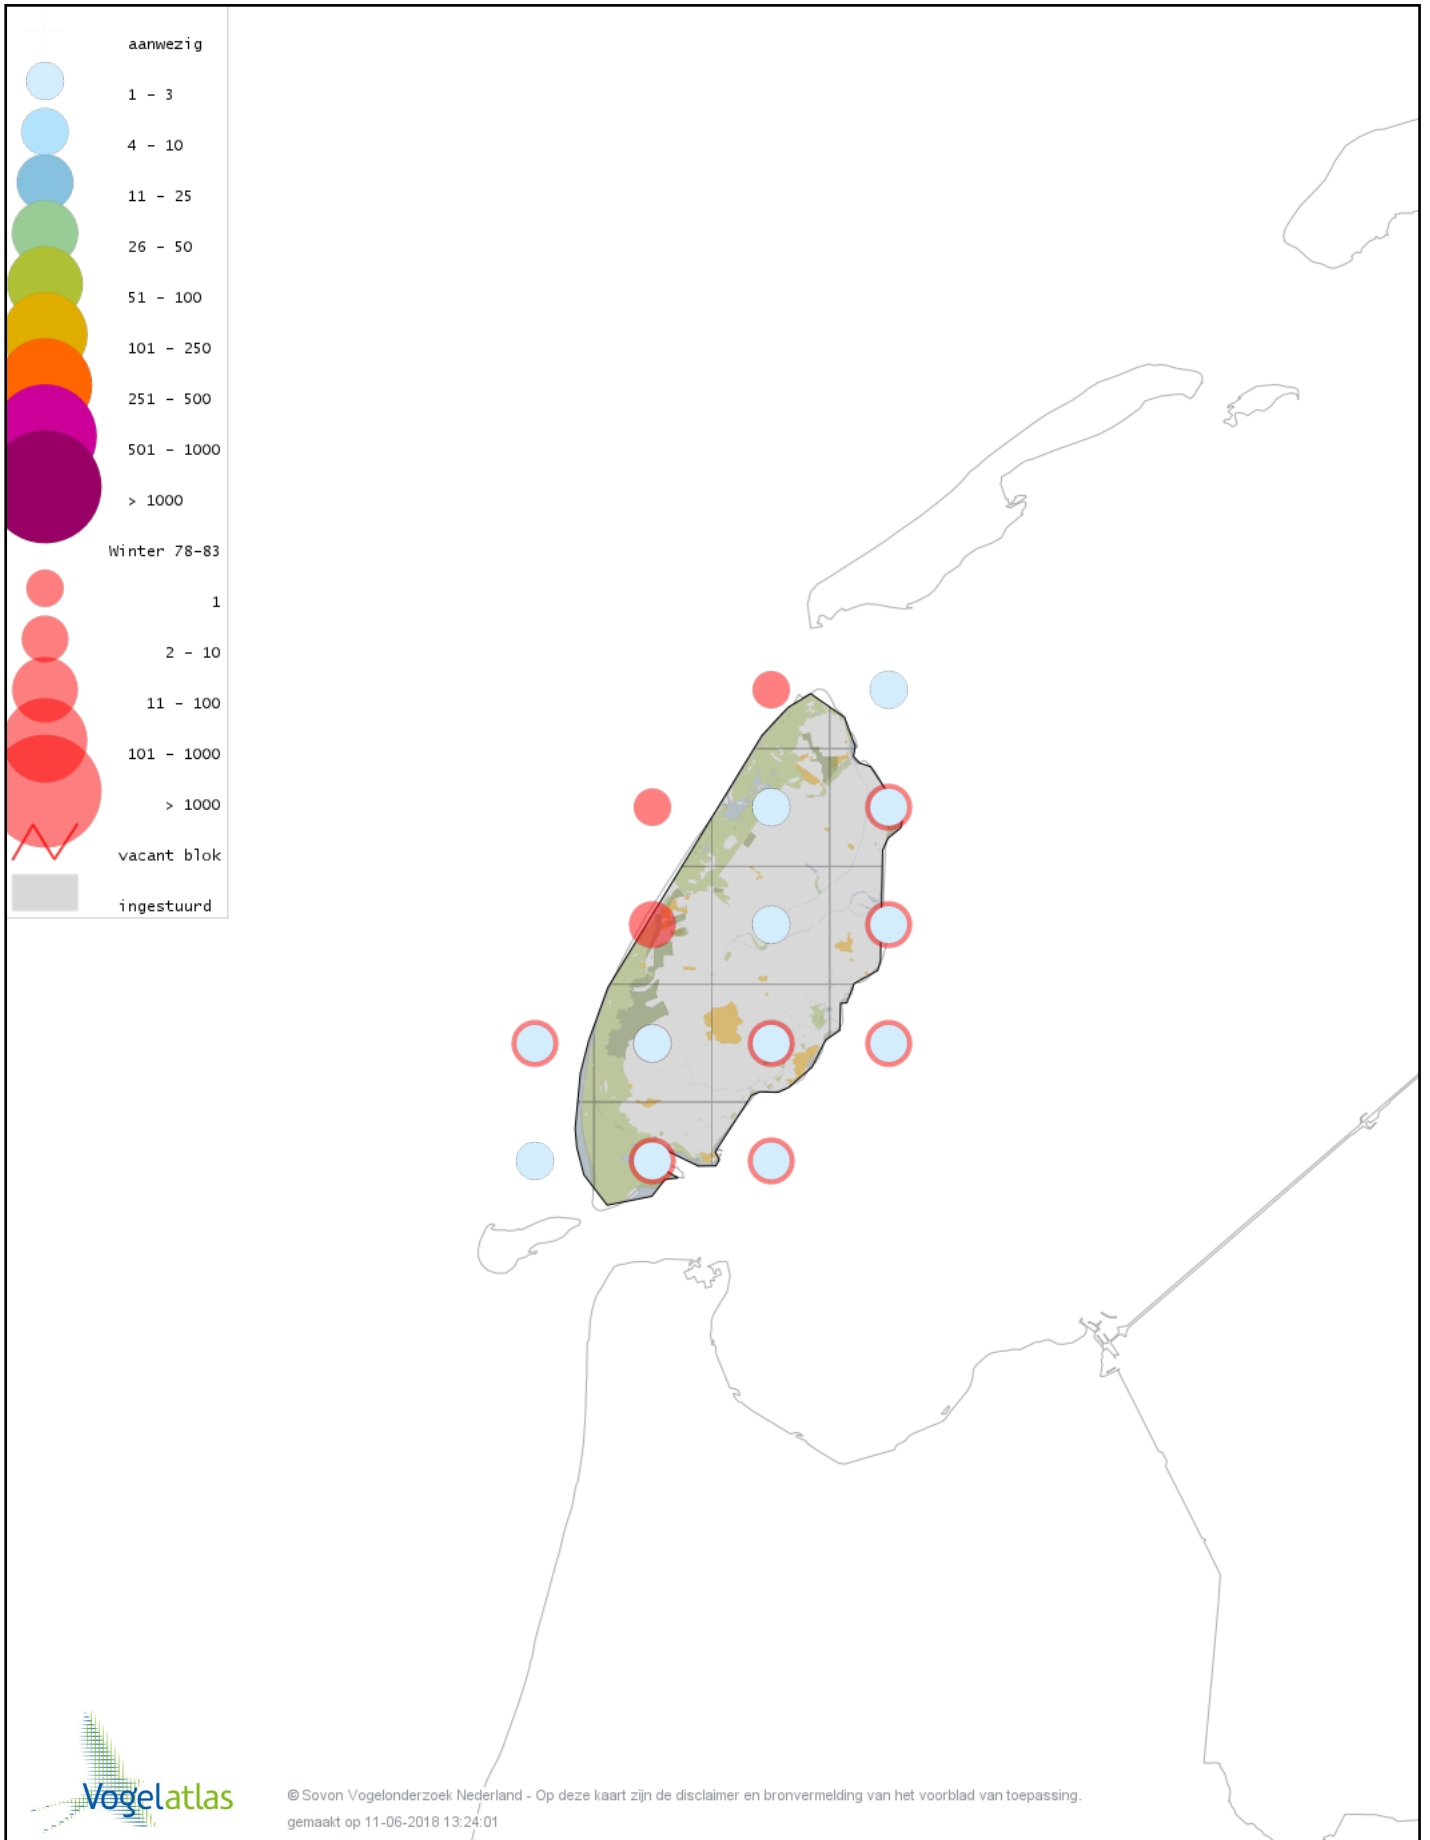 aanwezig
1 - 3
4 - 10
11 - 25
26 - 50
51 - 100
101 - 250
251 - 500
501 - 1000
> 1000
Winter 78-83
1
2 - 10
11 - 100
101 - 1000
> 1000
vacant blok
ingestuurd
Vogelatlas
© Sovon Vogelonderzoek Nederland - Op deze kaart zijn de disclaimer en bronvermelding van het voorblad van toepassing.
gemaakt op 11-06-2018 13:24:01